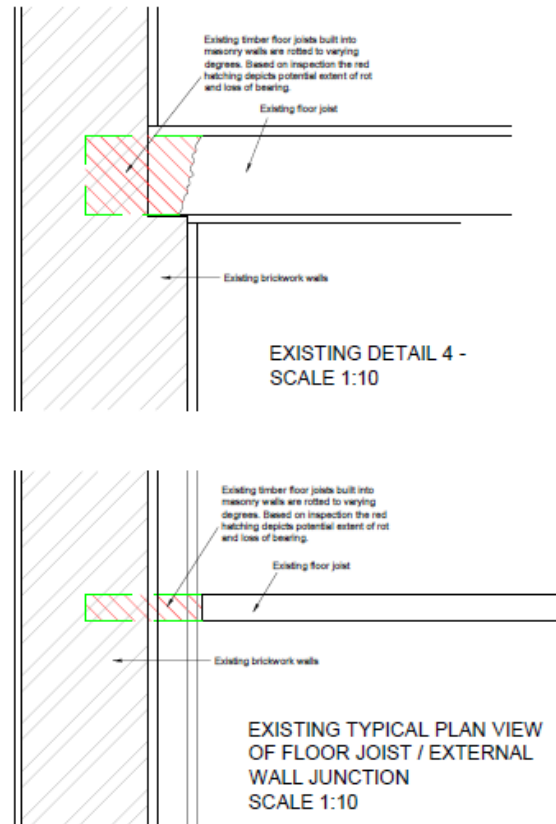 Existing timber floor joists built into
masonry walls are rotted to varying
degrees. Based on inspection the red
hatching depicts potential extent of rot
and loss of bearing.
Existing floor joist
Existing brickwork walls
EXISTING DETAIL 4 -
SCALE 1:10
Existing timber floor joists built into
masonry walls are rotted to varying
degrees. Based on inspection the red
hatching depicts potential extent of rot
and loss of bearing.
Existing floor joist
Existing brickwork walls
EXISTING TYPICAL PLAN VIEW
OF FLOOR JOIST / EXTERNAL
WALL JUNCTION
SCALE 1:10